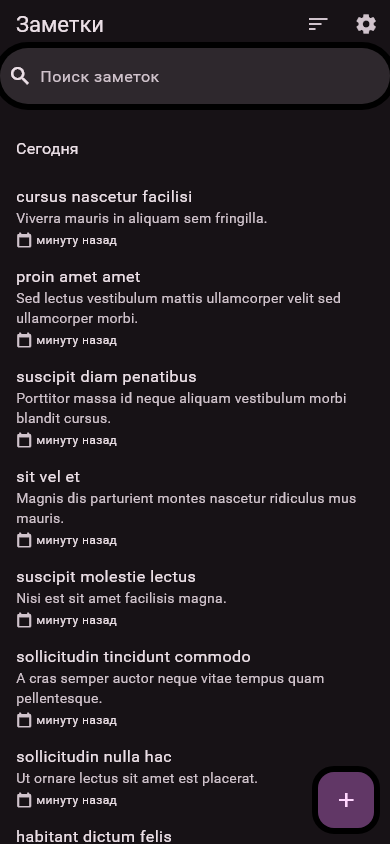 Заметки
Поиск заметок
Сегодня
cursus nascetur facilisi
Viverra mauris in aliquam sem fringilla.
минуту назад
proin amet amet
Sed lectus vestibulum mattis ullamcorper velit sed
ullamcorper morbi.
минуту назад
suscipit diam penatibus
Porttitor massa id neque aliquam vestibulum morbi
blandit cursus.
минуту назад
sit vel et
Magnis dis parturient montes nascetur ridiculus mus
mauris.
минуту назад
suscipit molestie lectus
Nisi est sit amet facilisis magna.
минуту назад
sollicitudin tincidunt commodo
A cras semper auctor neque vitae tempus quam
pellentesque.
минуту назад
sollicitudin nulla hac
Ut ornare lectus sit amet est placerat.
минуту назад
habitant dictum felis